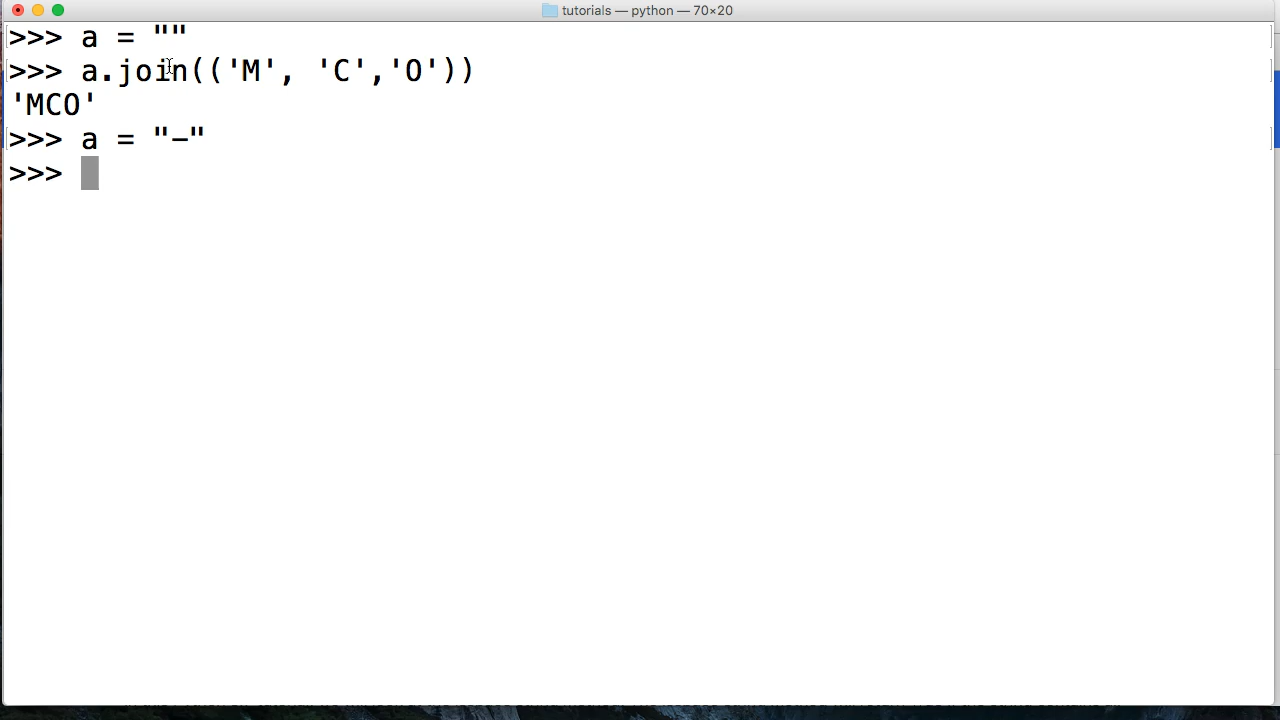 tutorials — python — 70×20
>>> a = ""
>>> a.join(('M', 'C','O'))
'MCO'
>>> a = "-"
>>>